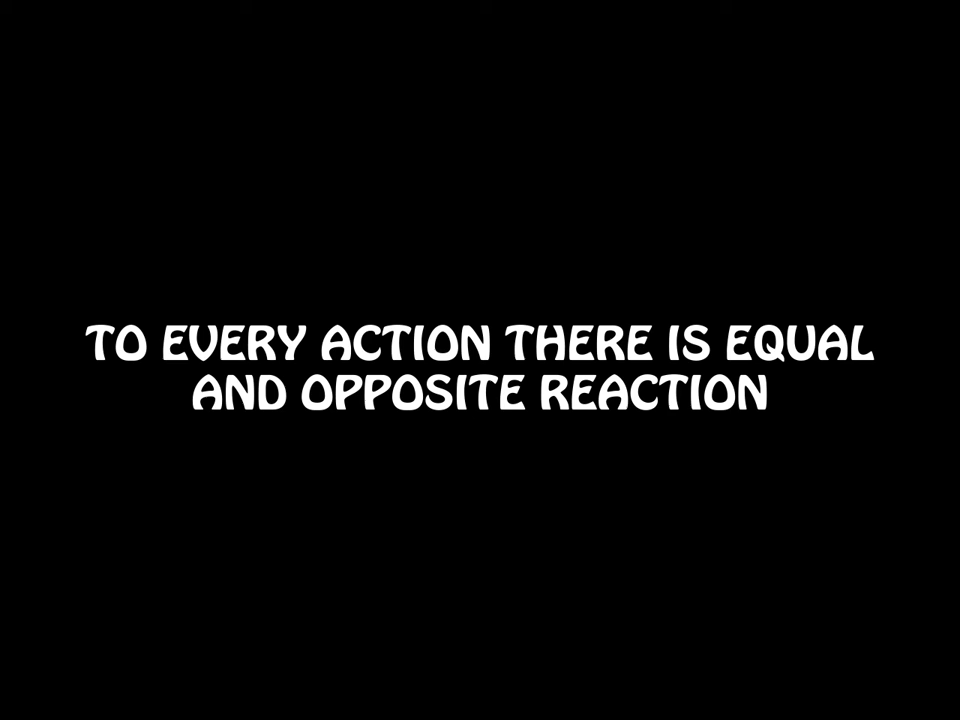 TO EVERY ACTION THERE IS EQUAL
AND OPPOSITE REACTION